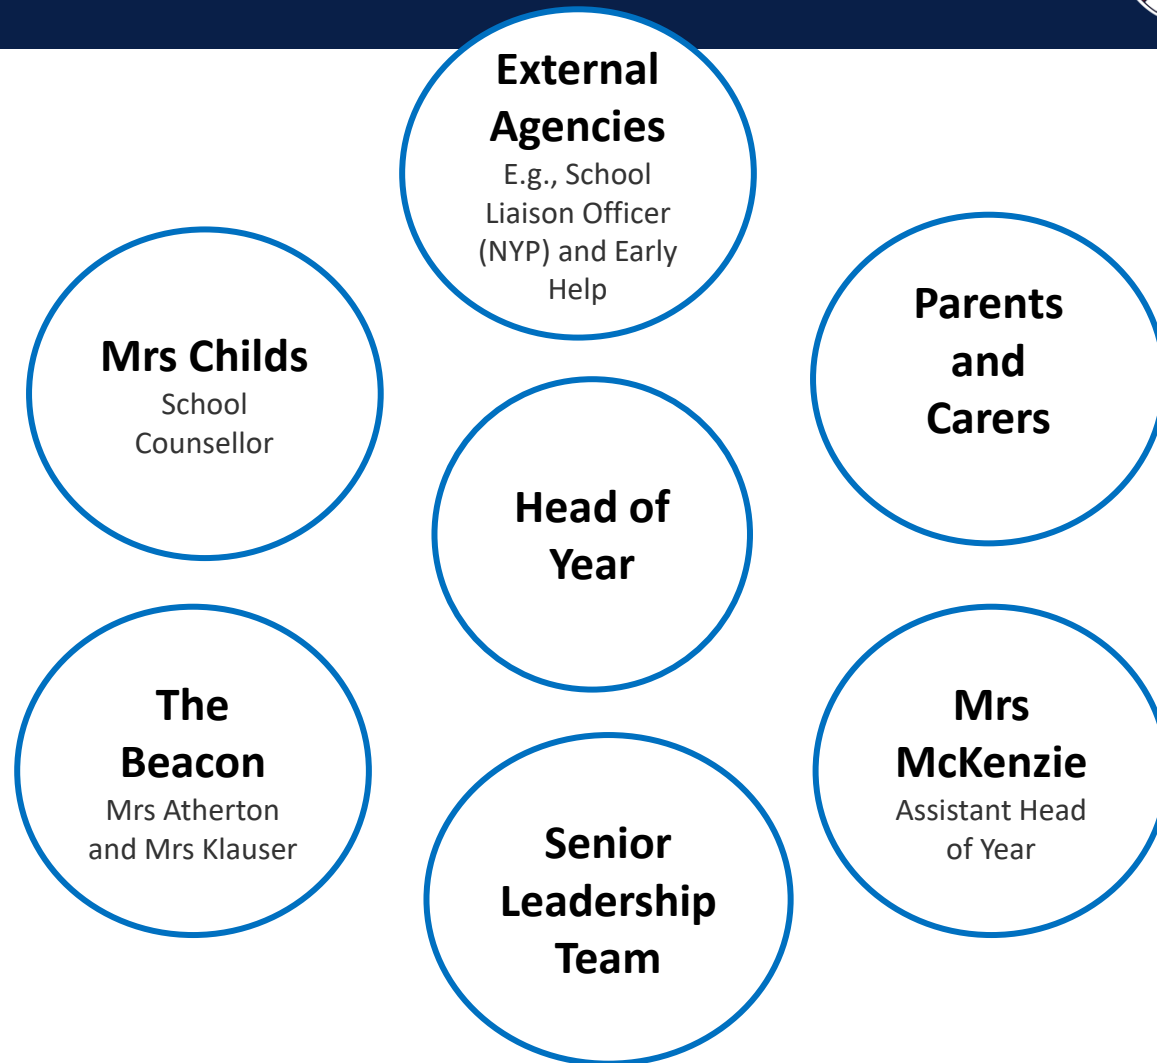 External
Agencies
E.g., School
Liaison Officer
(NYP) and Early
Help
Mrs Childs
School
Counsellor
Parents
and
Carers
Head of
Year
The
Beacon
Mrs Atherton
and Mrs Klauser
Mrs
McKenzie
Assistant Head
of Year
Senior
Leadership
Team